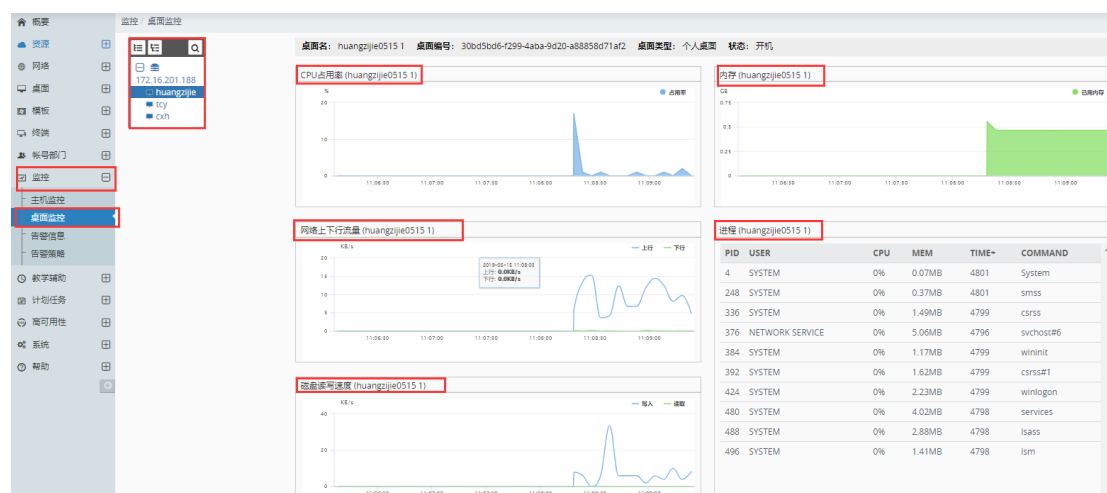 概要
资源
网络
桌面
模板
终端
帐号部门
监控
主机监控
桌面监控
告警信息
告警策略
教学辅助
计划任务
高可用性
系统
帮助
监控 / 桌面监控
172.16.201.188
huangzijie
tcy
cxh
桌面名: huangzijie0515 1 桌面编号: 30bd5bd6-f299-4aba-9d20-a88858d71af2 桌面类型: 个人桌面 状态: 开机
CPU占用率 (huangzijie0515 1)
%
占用率
20
10
0
11:06:30 11:07:00 11:07:30 11:08:00 11:08:30 11:09:00
内存 (huangzijie0515 1)
GB
已用内存
0.75
0.5
0.25
0
11:06:30 11:07:00 11:07:30 11:08:00 11:08:30 11:09:00
网络上下行流量 (huangzijie0515 1)
KB/s
上行 下行
20
15
10
5
0
2019-05-15 11:08:05
上行: 0.0KB/s
下行: 0.0KB/s
11:06:30 11:07:00 11:07:30 11:08:00 11:08:30 11:09:00
进程 (huangzijie0515 1)
PID USER CPU MEM TIME+ COMMAND
4 SYSTEM 0% 0.07MB 4801 System
248 SYSTEM 0% 0.37MB 4801 smss
336 SYSTEM 0% 1.49MB 4799 csrss
376 NETWORK SERVICE 0% 5.06MB 4796 svchost#6
384 SYSTEM 0% 1.17MB 4799 wininit
392 SYSTEM 0% 1.62MB 4799 csrss#1
424 SYSTEM 0% 2.23MB 4799 winlogon
480 SYSTEM 0% 4.02MB 4798 services
488 SYSTEM 0% 2.88MB 4798 lsass
496 SYSTEM 0% 1.41MB 4798 lsm
磁盘读写速度 (huangzijie0515 1)
KB/s
写入 读取
40
20
0